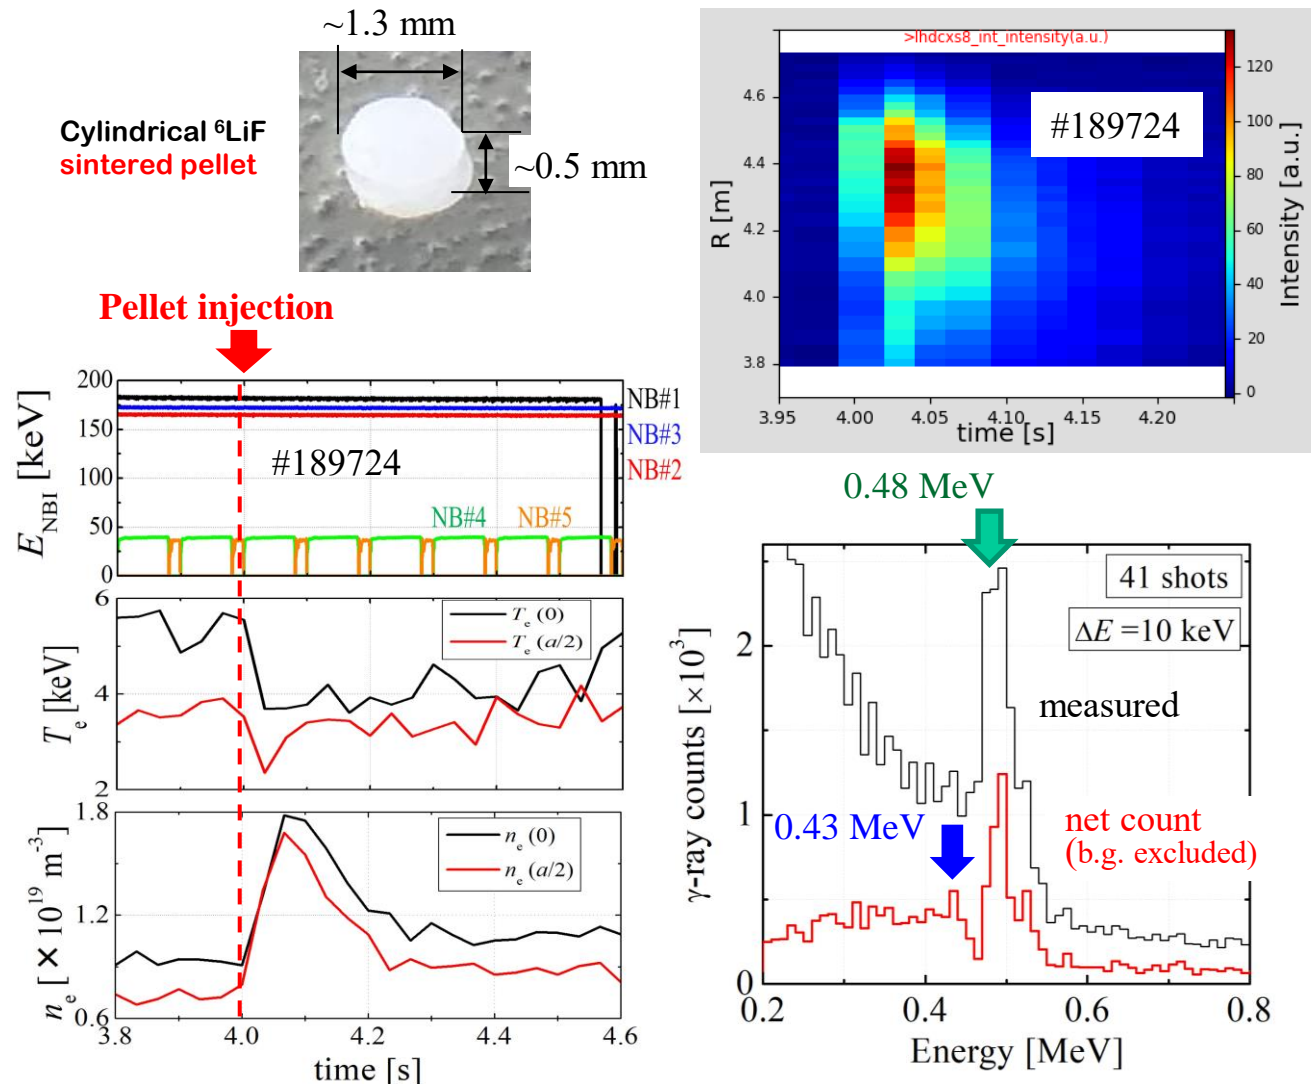 ~1.3 mm
Cylindrical ⁶LiF
sintered pellet
~0.5 mm
>lhdcxs8_int_intensity(a.u.)
#189724
R [m]
4.6
4.4
4.2
4.0
3.8
3.95
4.00
4.05
4.10
4.15
4.20
time [s]
120
100
80
60
40
20
0
Intensity [a.u.]
Pellet injection
E_NBI [keV]
200
150
100
50
0
NB#1
NB#3
NB#2
#189724
NB#4
NB#5
T_e [keV]
6
4
2
T_e (0)
T_e (a/2)
n_e [×10¹⁹ m⁻³]
1.8
1.2
0.6
n_e (0)
n_e (a/2)
3.8
4.0
4.2
4.4
4.6
time [s]
0.48 MeV
41 shots
ΔE =10 keV
measured
0.43 MeV
net count
(b.g. excluded)
γ-ray counts [×10³]
2
1
0
0.2
0.4
0.6
0.8
Energy [MeV]